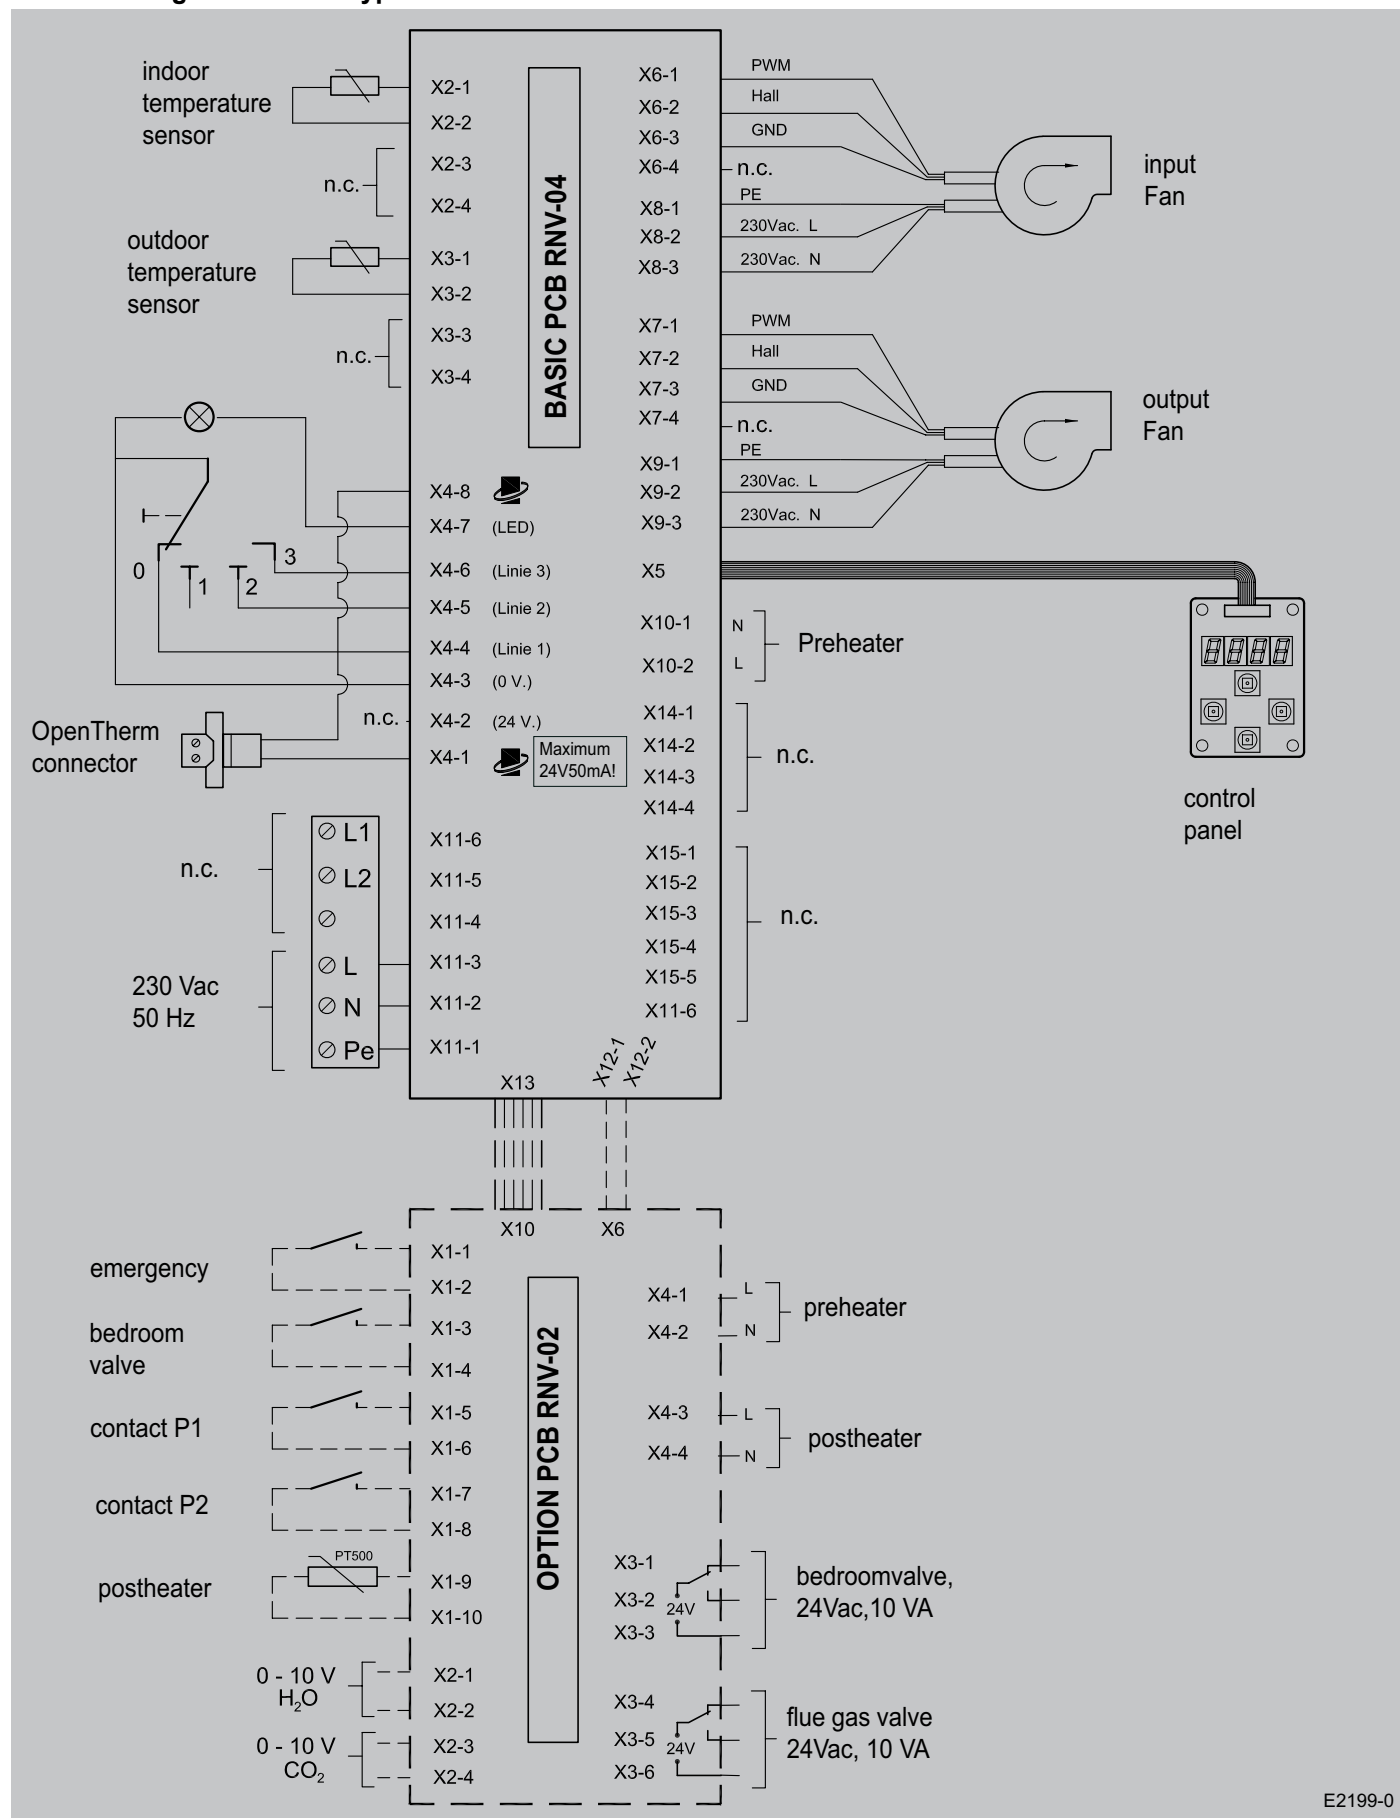 indoor
temperature
sensor
X2-1
X2-2
n.c.
X2-3
X2-4
outdoor
temperature
sensor
X3-1
X3-2
n.c.
X3-3
X3-4
BASIC PCB RNV-04
X4-8
X4-7 (LED)
X4-6 (Linie 3)
X4-5 (Linie 2)
X4-4 (Linie 1)
X4-3 (0 V.)
n.c. X4-2 (24 V.)
X4-1
Maximum
24V50mA!
0
1
2
3
OpenTherm
connector
n.c.
L1
L2
X11-6
X11-5
X11-4
230 Vac
50 Hz
L
N
Pe
X11-3
X11-2
X11-1
X6-1 PWM
X6-2 Hall
X6-3 GND
X6-4 n.c.
X8-1 PE
X8-2 230Vac. L
X8-3 230Vac. N
input
Fan
X7-1 PWM
X7-2 Hall
X7-3 GND
X7-4 n.c.
X9-1 PE
X9-2 230Vac. L
X9-3 230Vac. N
output
Fan
X5
control
panel
X10-1 N
X10-2 L
Preheater
X14-1
X14-2
X14-3
X14-4
n.c.
X15-1
X15-2
X15-3
X15-4
X15-5
X11-6
n.c.
X13
X12-1
X12-2
X10
X6
OPTION PCB RNV-02
emergency
X1-1
X1-2
bedroom
valve
X1-3
X1-4
contact P1
X1-5
X1-6
contact P2
X1-7
X1-8
postheater
PT500
X1-9
X1-10
0 - 10 V
H₂O
X2-1
X2-2
0 - 10 V
CO₂
X2-3
X2-4
X4-1 L
X4-2 N
preheater
X4-3 L
X4-4 N
postheater
X3-1
X3-2
X3-3
24V
bedroomvalve,
24Vac,10 VA
X3-4
X3-5
X3-6
24V
flue gas valve
24Vac, 10 VA
E2199-0